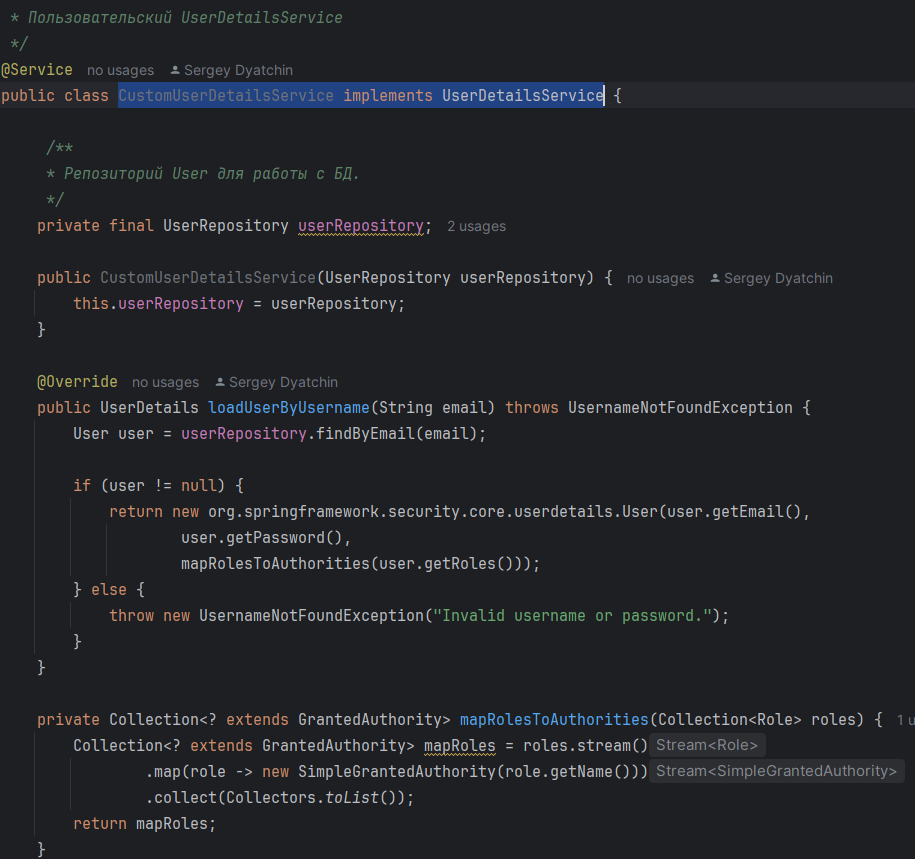 * Пользовательский UserDetailsService
*/
@Service no usages Sergey Dyatchin
public class CustomUserDetailsService implements UserDetailsService {
/**
* Репозиторий User для работы с БД.
*/
private final UserRepository userRepository; 2 usages
public CustomUserDetailsService(UserRepository userRepository) { no usages Sergey Dyatchin
this.userRepository = userRepository;
}
@Override no usages Sergey Dyatchin
public UserDetails loadUserByUsername(String email) throws UsernameNotFoundException {
User user = userRepository.findByEmail(email);
if (user != null) {
return new org.springframework.security.core.userdetails.User(user.getEmail(),
user.getPassword(),
mapRolesToAuthorities(user.getRoles()));
} else {
throw new UsernameNotFoundException("Invalid username or password.");
}
}
private Collection<? extends GrantedAuthority> mapRolesToAuthorities(Collection<Role> roles) { 1 u
Collection<? extends GrantedAuthority> mapRoles = roles.stream() Stream<Role>
.map(role -> new SimpleGrantedAuthority(role.getName())) Stream<SimpleGrantedAuthority>
.collect(Collectors.toList());
return mapRoles;
}